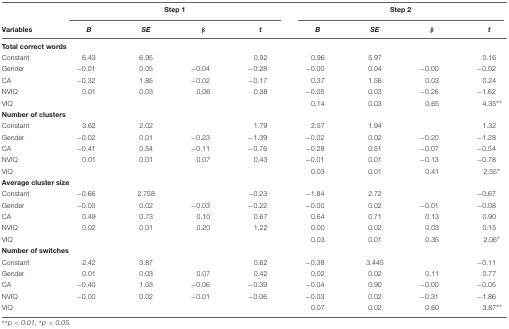 Step 1 Step 2
Variables B SE β t B SE β t
Total correct words
Constant 6.43 6.95 0.92 0.96 5.97 0.16
Gender −0.01 0.05 −0.04 −0.28 −0.00 0.04 −0.00 −0.02
CA −0.32 1.85 −0.02 −0.17 0.37 1.56 0.03 0.24
NVIQ 0.01 0.03 0.06 0.38 −0.05 0.03 −0.26 −1.62
VIQ 0.14 0.03 0.65 4.35**
Number of clusters
Constant 3.62 2.02 1.79 2.57 1.94 1.32
Gender −0.02 0.01 −0.23 −1.39 −0.02 0.02 −0.20 −1.28
CA −0.41 0.54 −0.11 −0.76 −0.28 0.51 −0.07 −0.54
NVIQ 0.01 0.01 0.07 0.43 −0.01 0.01 −0.13 −0.78
VIQ 0.03 0.01 0.41 2.55*
Average cluster size
Constant −0.66 2.758 −0.23 −1.84 2.72 −0.67
Gender −0.00 0.02 −0.03 −0.22 −0.00 0.02 −0.01 −0.08
CA 0.49 0.73 0.10 0.67 0.64 0.71 0.13 0.90
NVIQ 0.02 0.01 0.20 1.22 0.00 0.02 0.03 0.15
VIQ 0.03 0.01 0.35 2.06*
Number of switches
Constant 2.42 3.87 0.62 −0.38 3.445 −0.11
Gender 0.01 0.03 0.07 0.42 0.02 0.02 0.11 0.77
CA −0.40 1.03 −0.06 −0.39 −0.04 0.90 −0.00 −0.05
NVIQ −0.00 0.02 −0.01 −0.06 −0.03 0.02 −0.31 −1.86
VIQ 0.07 0.02 0.60 3.87**
**p < 0.01, *p < 0.05.